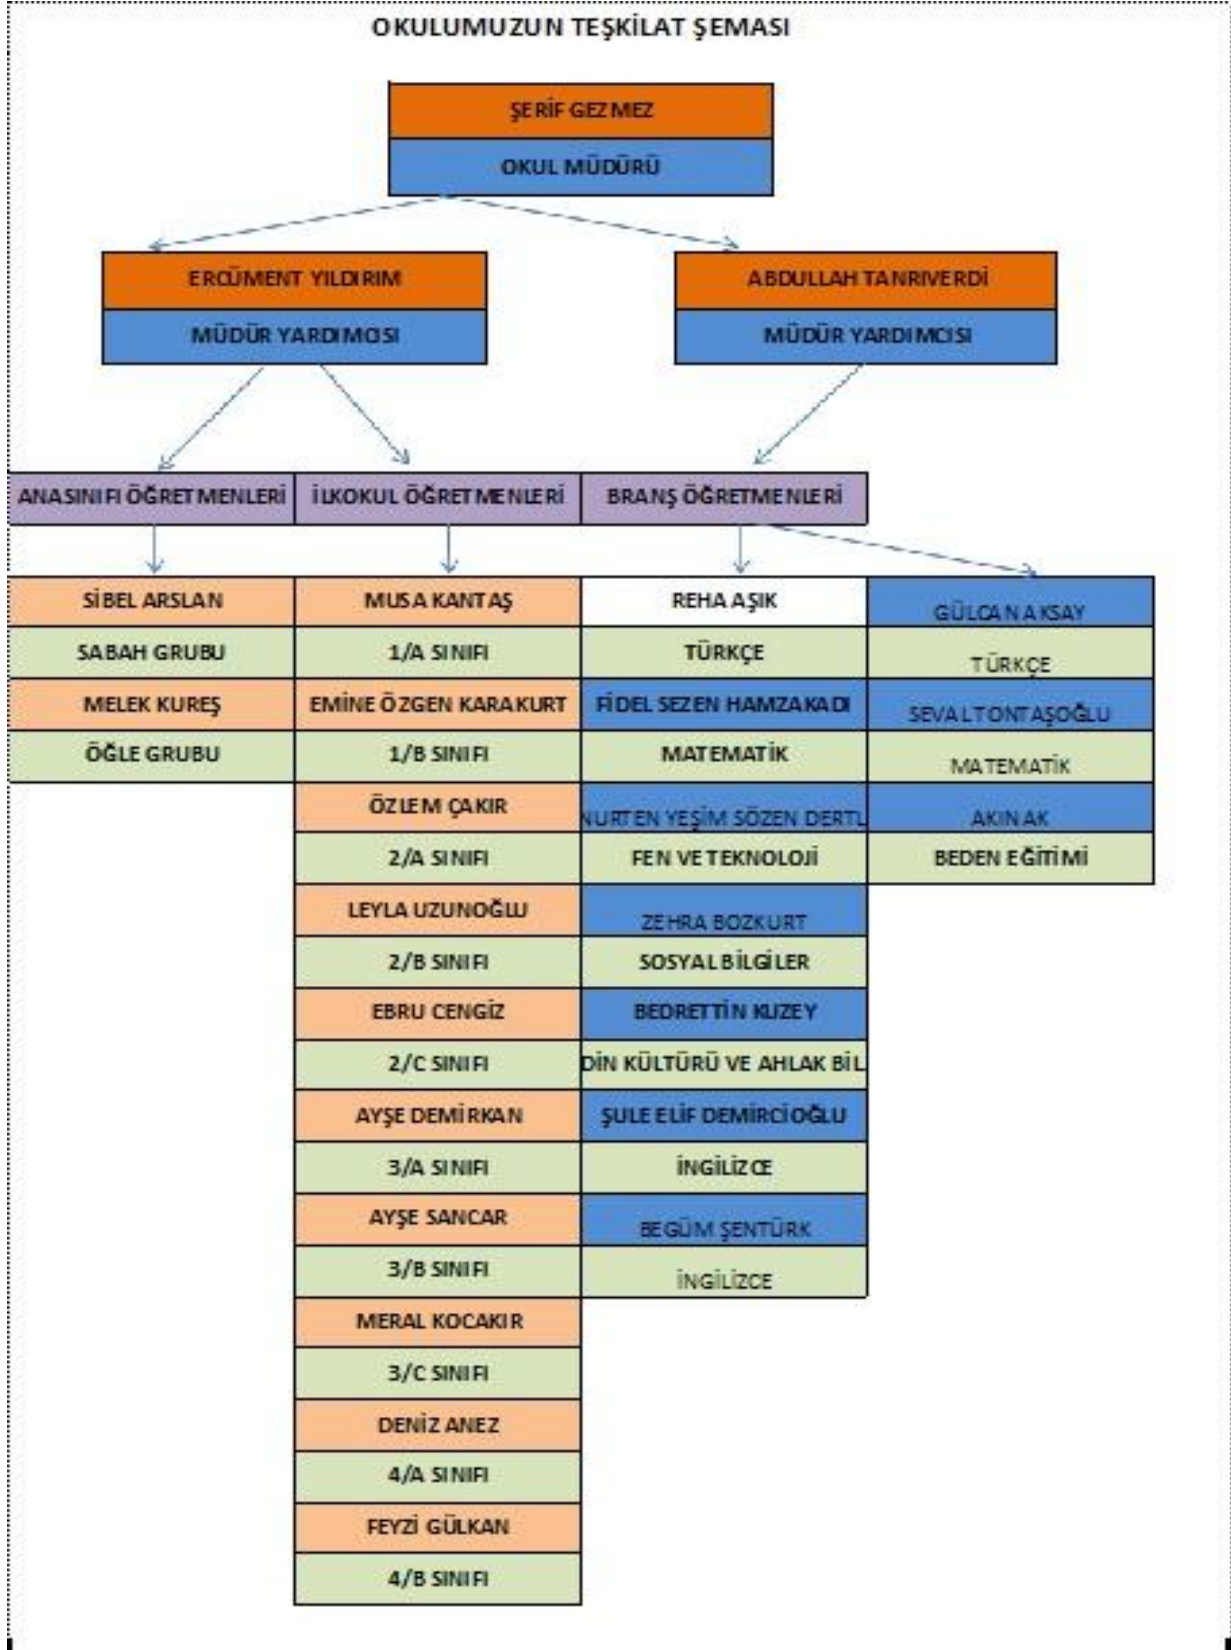 OKULUMUZUN TEŞKİLAT ŞEMASI
ŞERİF GEZMEZ
OKUL MÜDÜRÜ
ERCÜMENT YILDIRIM
MÜDÜR YARDIMCISI
ABDULLAH TANRIVERDİ
MÜDÜR YARDIMCISI
ANASINIFI ÖĞRETMENLERİ
İLKOKUL ÖĞRETMENLERİ
BRANŞ ÖĞRETMENLERİ
SİBEL ARSLAN
SABAH GRUBU
MELEK KUREŞ
ÖĞLE GRUBU
MUSA KANTAŞ
1/A SINIFI
EMİNE ÖZGEN KARAKURT
1/B SINIFI
ÖZLEM ÇAKIR
2/A SINIFI
LEYLA UZUNOĞLU
2/B SINIFI
EBRU CENGİZ
2/C SINIFI
AYŞE DEMİRKAN
3/A SINIFI
AYŞE SANCAR
3/B SINIFI
MERAL KOCAKIR
3/C SINIFI
DENİZ ANEZ
4/A SINIFI
FEYZİ GÜLKAN
4/B SINIFI
REHA AŞIK
TÜRKÇE
FİDEL SEZEN HAMZAKADI
MATEMATİK
NURTEN YEŞİM SÖZEN DERTL
FEN VE TEKNOLOJİ
ZEHRA BOZKURT
SOSYAL BİLGİLER
BEDRETTİN KUZEY
DİN KÜLTÜRÜ VE AHLAK BİL
ŞULE ELİF DEMİRCİOĞLU
İNGİLİZCE
BEGÜM ŞENTÜRK
İNGİLİZCE
GÜLCAN AKSAY
TÜRKÇE
SEVAL TONTAŞOĞLU
MATEMATİK
AKIN AK
BEDEN EĞİTİMİ